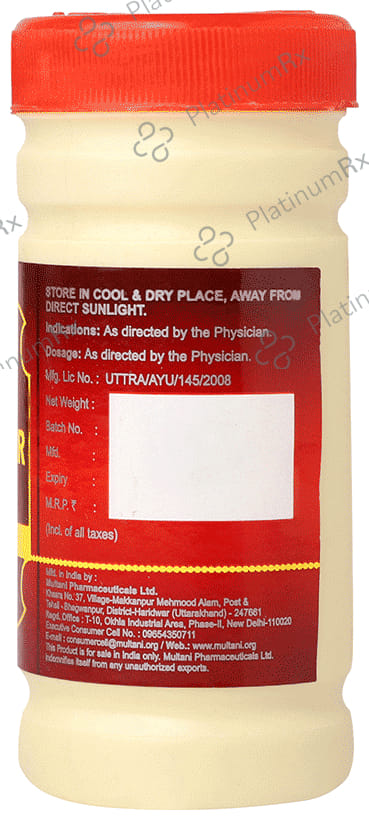 PlatinumRx
PlatinumRx
PlatinumRx
STORE IN COOL & DRY PLACE, AWAY FROM
DIRECT SUNLIGHT.
Indications: As directed by the Physician.
Dosage: As directed by the Physician.
Mfg. Lic No.: UTTRA/AYU/145/2008
Net Weight :
Batch No. :
Mfd. :
Expiry :
M.R.P. ₹ :
(Incl. of all taxes)
R
Mfd. in India by :
Multani Pharmaceuticals Ltd.
Khasra No. 37, Village-Makkanpur Mehmood Alam, Post &
Tehsil - Bhagwanpur, District-Haridwar (Uttarakhand) - 247661
Regd. Office : T-10, Okhla Industrial Area, Phase-II, New Delhi-110020
Executive Consumer Cell No. : 09654350711
E-mail : consumercell@multani.org / Web.: www.multani.org
This Product is for sale in India only. Multani Pharmaceuticals Ltd.
indemnifies itself from any unauthorized exports.